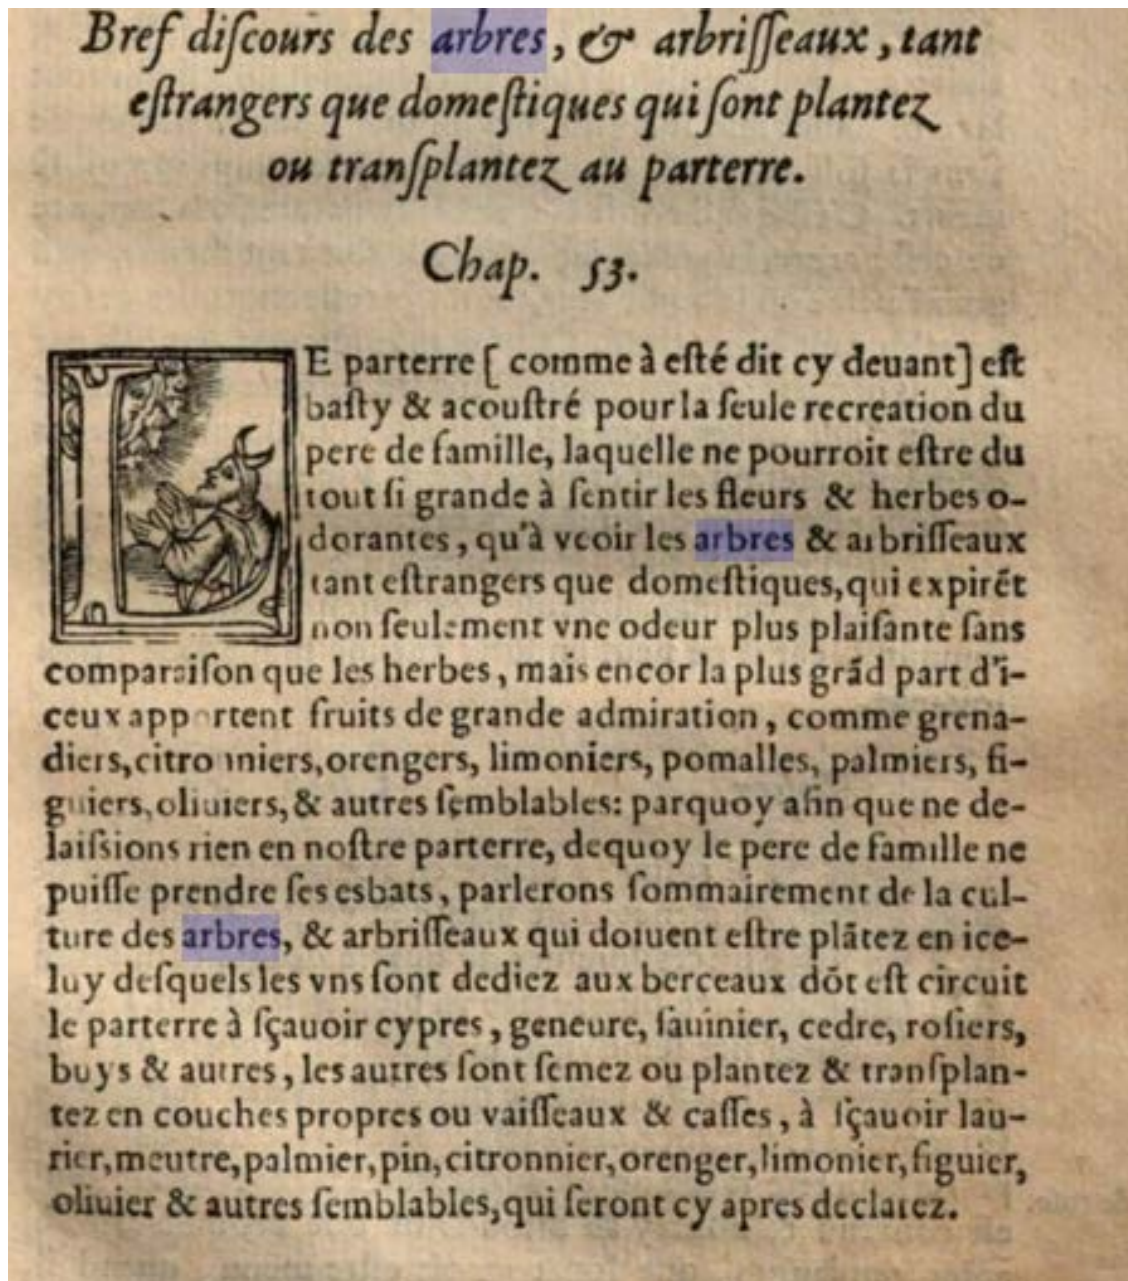 Bref diſcours des arbres, & arbriſſeaux, tant
eſtrangers que domeſtiques qui ſont plantez
ou tranſplantez au parterre.
Chap. 53.
LE parterre [ comme à eſté dit cy deuant] eſt
baſty & acouſtré pour la ſeule recreation du
pere de famille, laquelle ne pourroit eſtre du
tout ſi grande à ſentir les fleurs & herbes o-
dorantes, qu'à veoir les arbres & arbriſſeaux
tant eſtrangers que domeſtiques, qui expirẽt
non ſeulement vne odeur plus plaiſante ſans
comparaiſon que les herbes, mais encor la plus grãd part d'i-
ceux apportent fruits de grande admiration, comme grena-
diers, citronniers, orengers, limoniers, pomalles, palmiers, fi-
guiers, oliuiers, & autres ſemblables: parquoy afin que ne de-
laiſsions rien en noſtre parterre, dequoy le pere de famille ne
puiſſe prendre ſes esbats, parlerons ſommairement de la cul-
ture des arbres, & arbriſſeaux qui doiuent eſtre plãtez en ice-
luy deſquels les vns ſont dediez aux berceaux dõt eſt circuit
le parterre à ſçauoir cypres, geneure, ſauinier, cedre, roſiers,
buys & autres, les autres ſont ſemez ou plantez & tranſplan-
tez en couches propres ou vaiſſeaux & caſſes, à ſçauoir lau-
rier, meutre, palmier, pin, citronnier, orenger, limonier, figuier,
oliuier & autres ſemblables, qui ſeront cy apres declarez.